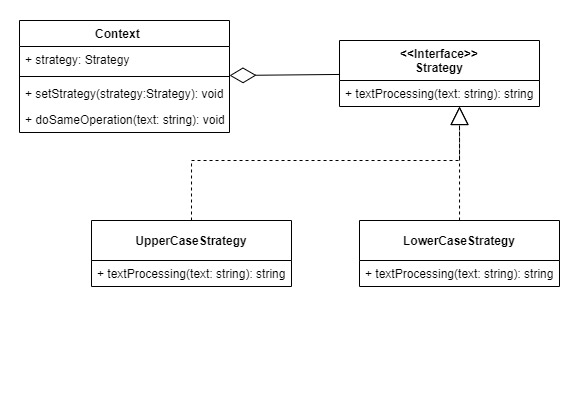 Context
+ strategy: Strategy
+ setStrategy(strategy:Strategy): void
+ doSameOperation(text: string): void
<<Interface>>
Strategy
+ textProcessing(text: string): string
UpperCaseStrategy
+ textProcessing(text: string): string
LowerCaseStrategy
+ textProcessing(text: string): string